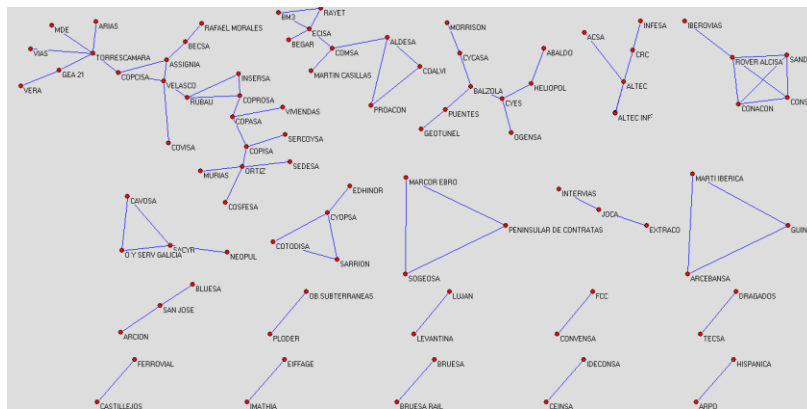 RAYET
BM3
ARIAS
MDE
RAFAEL MORALES
MORRISON
INFESA
IBEROVIAS
ACSA
ECISA
BECSA
BEGAR
VIAS
TORRESCAMARA
COMSA
ALDESA
CYCASA
ABALDO
CRC
ROVER ALCISA
SAND
ASSIGNIA
GEA 21
COPCISA
MARTIN CASILLAS
COALVI
VERA
VELASCO
INSERSA
BALZOLA
HELIOPOL
ALTEC
RUBAU
COPROSA
CYES
CONS
PROACON
CONACON
VIVIENDAS
PUENTES
COPASA
ALTEC INF
GEOTUNEL
OGENSA
COVISA
SERCOYSA
COPISA
MURIAS
ORTIZ
SEDESA
COSFESA
MARCOR EBRO
MARTI IBERICA
EDHINOR
INTERVIAS
CAVOSA
CYOPSA
JOCA
PENINSULAR DE CONTRATAS
EXTRACO
GUIN
COTODISA
SACYR
O Y SERV GALICIA
NEOPUL
SARRION
SOGEOSA
ARCEBANSA
BLUESA
OB.SUBTERRANEAS
LUJAN
FCC
DRAGADOS
SAN JOSE
ARCION
PLODER
LEVANTINA
CONVENSA
TECSA
FERROVIAL
EIFFAGE
BRUESA
IDECONSA
HISPANICA
CASTILLEJOS
IMATHIA
BRUESA RAIL
CEINSA
ARPO